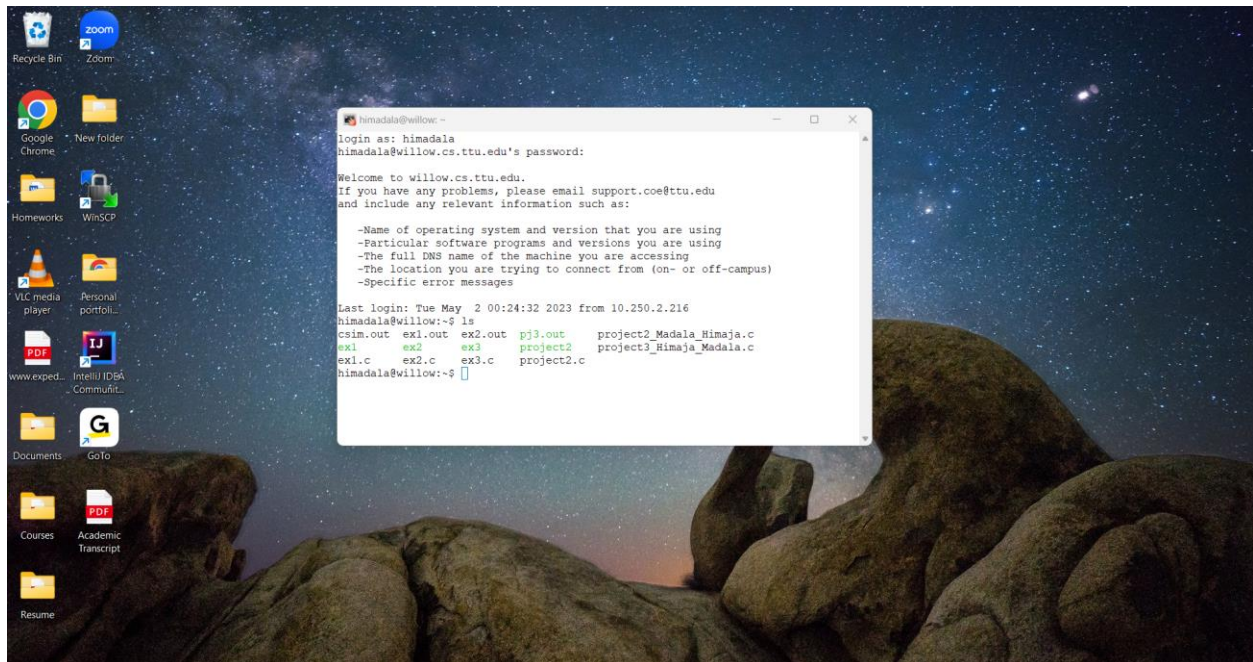 Recycle Bin
zoom
Zoom
Google
Chrome
New folder
Homeworks
WinSCP
VLC media
player
Personal
portfoli...
PDF
www.exped...
IJ
IntelliJ IDEA
Communit...
Documents
G
GoTo
Courses
PDF
Academic
Transcript
Resume
himadala@willow: ~
login as: himadala
himadala@willow.cs.ttu.edu's password:
Welcome to willow.cs.ttu.edu.
If you have any problems, please email support.coe@ttu.edu
and include any relevant information such as:
-Name of operating system and version that you are using
-Particular software programs and versions you are using
-The full DNS name of the machine you are accessing
-The location you are trying to connect from (on- or off-campus)
-Specific error messages
Last login: Tue May  2 00:24:32 2023 from 10.250.2.216
himadala@willow:~$ ls
csim.out  ex1.out  ex2.out  pj3.out     project2_Madala_Himaja.c
ex1       ex2      ex3      project2    project3_Himaja_Madala.c
ex1.c     ex2.c    ex3.c    project2.c
himadala@willow:~$